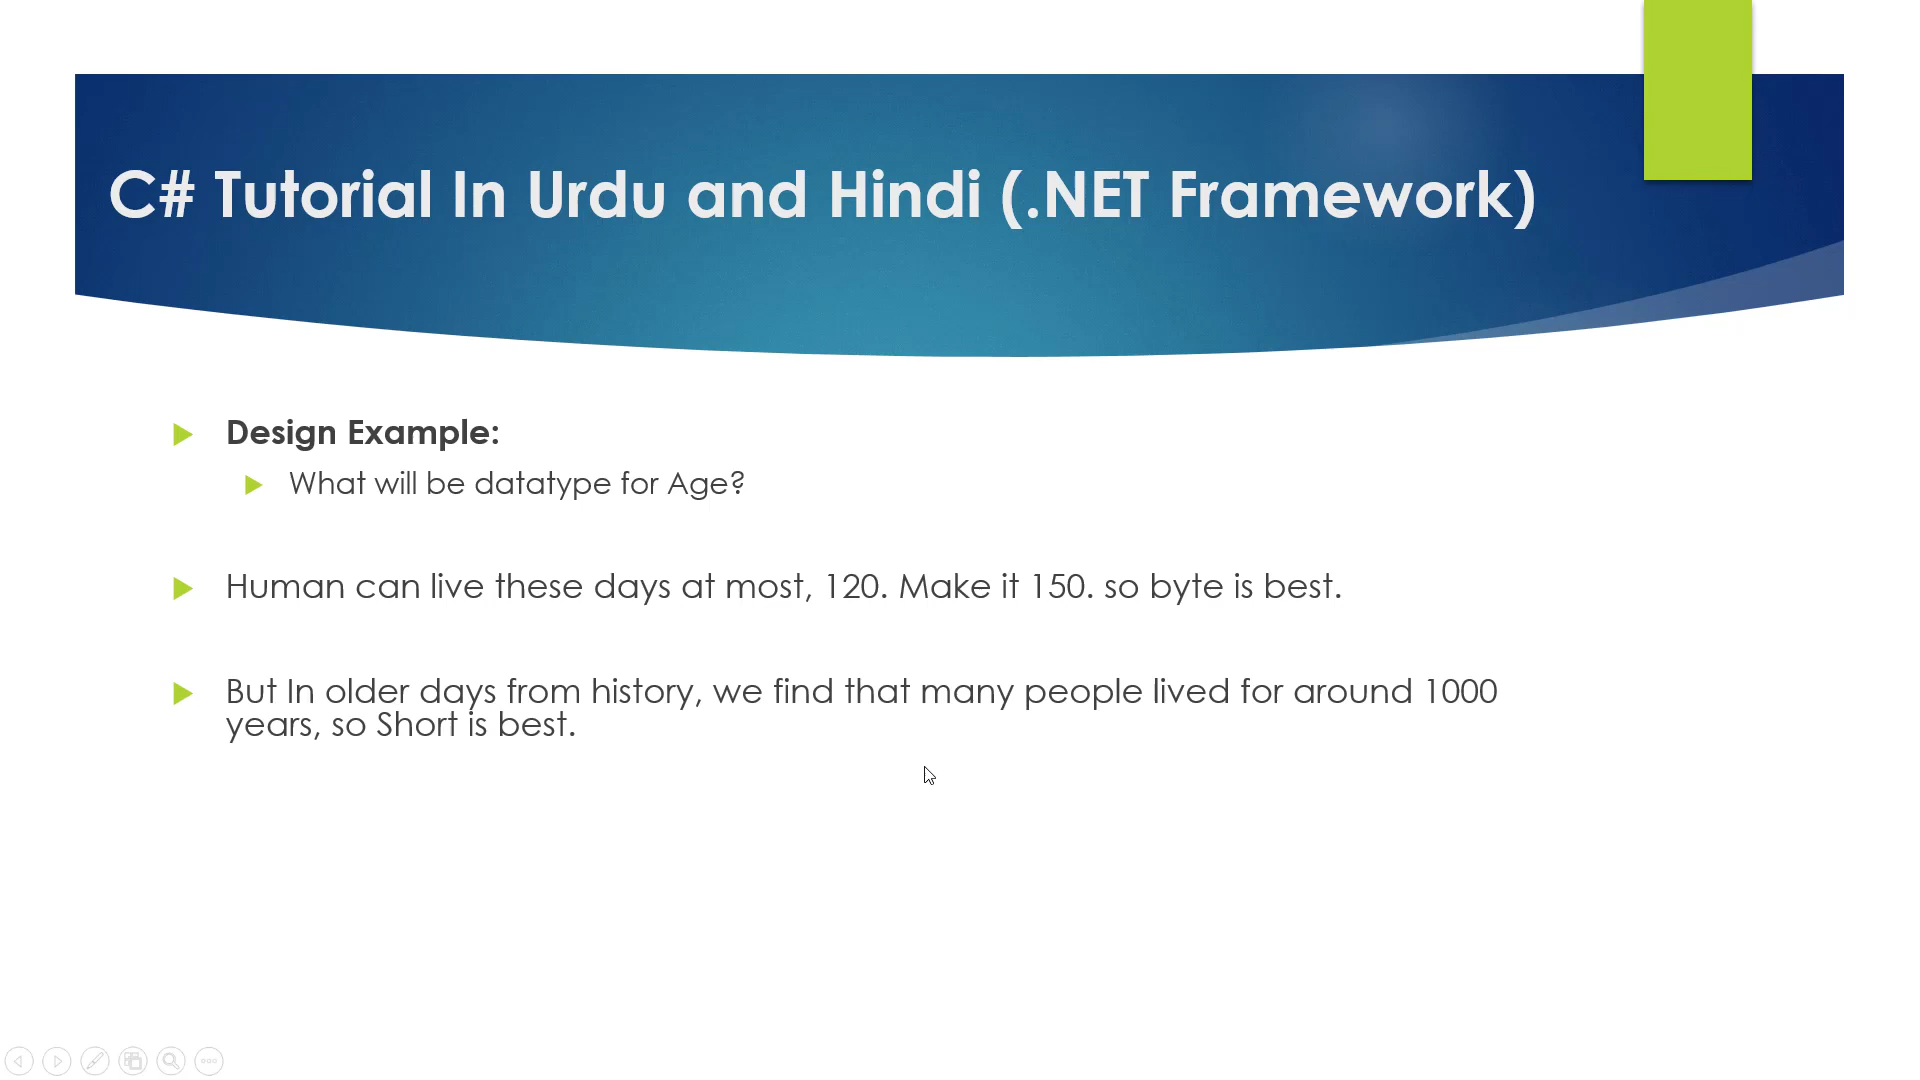 C# Tutorial In Urdu and Hindi (.NET Framework)
Design Example:
What will be datatype for Age?
Human can live these days at most, 120. Make it 150. so byte is best.
But In older days from history, we find that many people lived for around 1000
years, so Short is best.